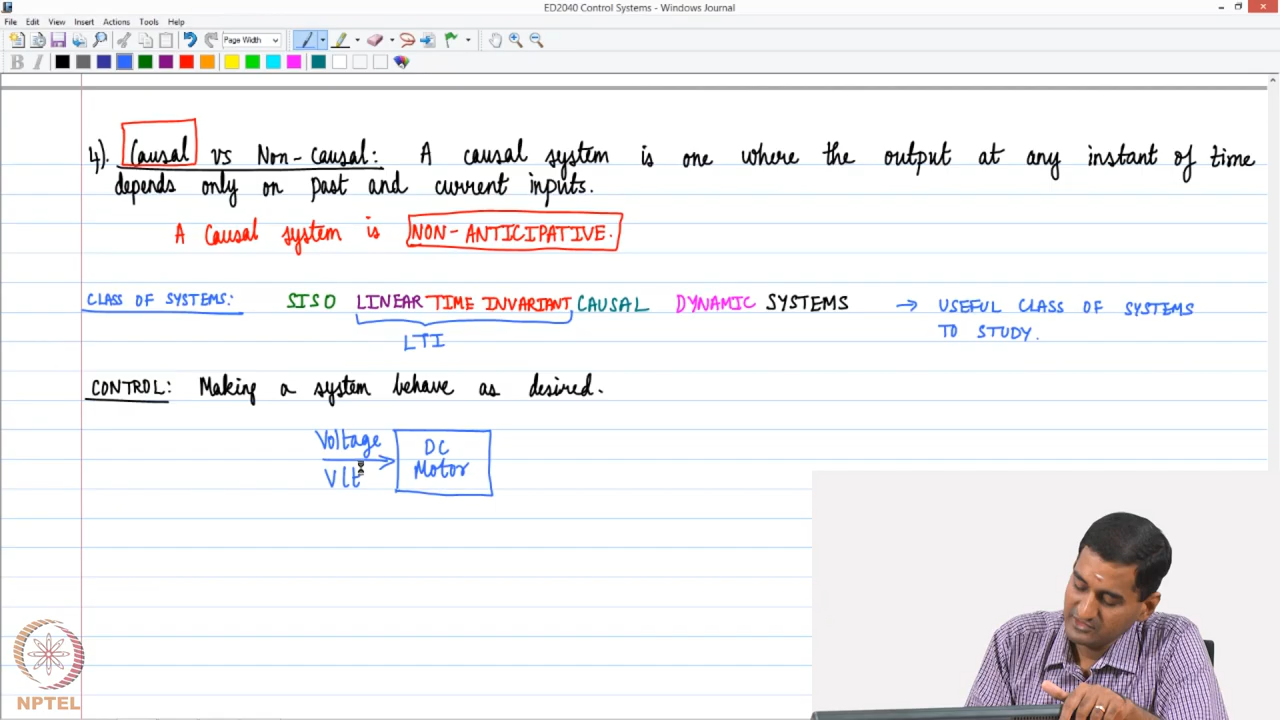 ED2040 Control Systems - Windows Journal
File Edit View Insert Actions Tools Help
Page Width
B I
4). Causal vs Non-Causal: A causal system is one where the output at any instant of time
depends only on past and current inputs.
A Causal system is NON-ANTICIPATIVE.
CLASS OF SYSTEMS: SISO LINEAR TIME INVARIANT CAUSAL DYNAMIC SYSTEMS → USEFUL CLASS OF SYSTEMS
TO STUDY.
LTI
CONTROL: Making a system behave as desired.
Voltage
V(t
DC
Motor
NPTEL